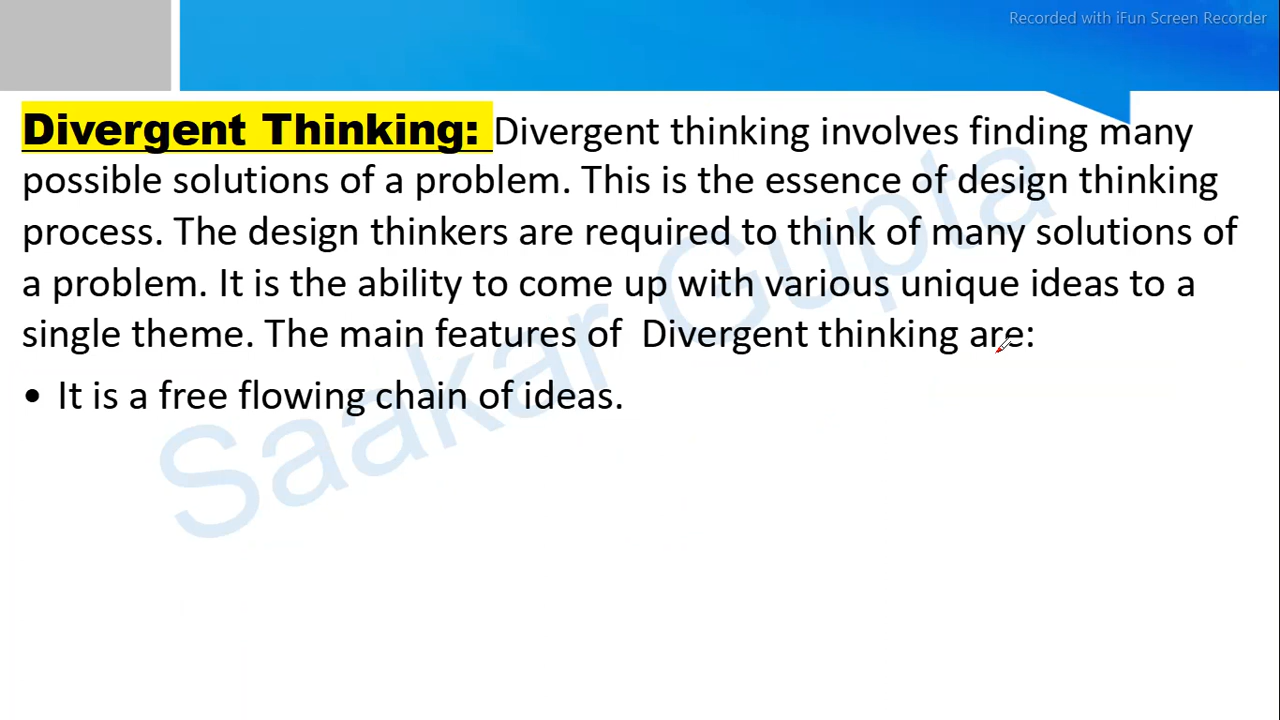 Recorded with iFun Screen Recorder
Divergent Thinking: Divergent thinking involves finding many
possible solutions of a problem. This is the essence of design thinking
process. The design thinkers are required to think of many solutions of
a problem. It is the ability to come up with various unique ideas to a
single theme. The main features of  Divergent thinking are:
• It is a free flowing chain of ideas.
Saakar Gupta